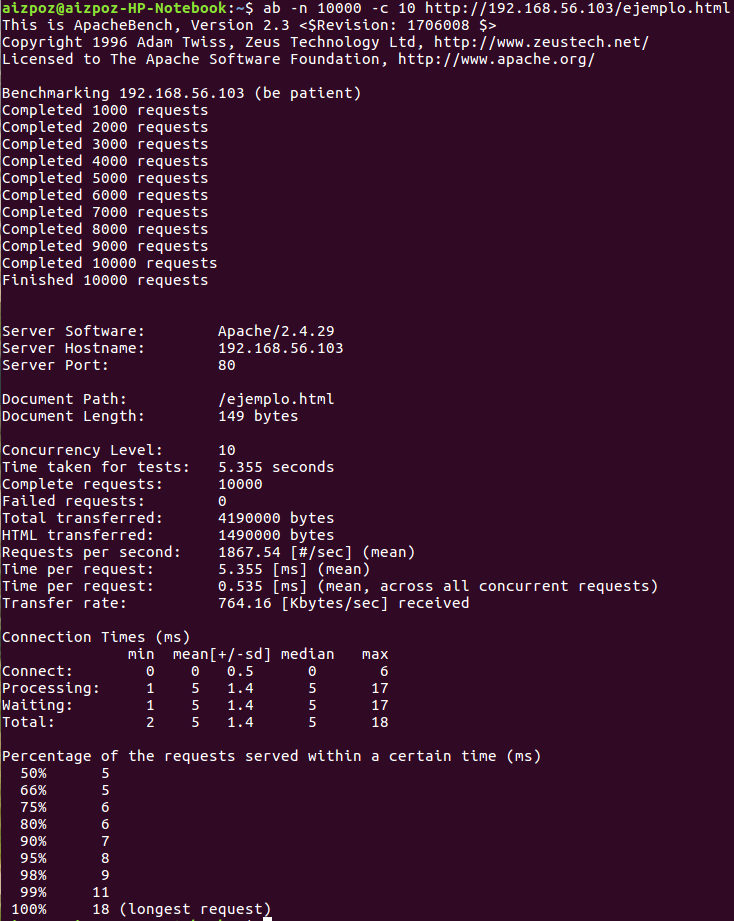 aizpoz@aizpoz-HP-Notebook:~$ ab -n 10000 -c 10 http://192.168.56.103/ejemplo.html
This is ApacheBench, Version 2.3 <$Revision: 1706008 $>
Copyright 1996 Adam Twiss, Zeus Technology Ltd, http://www.zeustech.net/
Licensed to The Apache Software Foundation, http://www.apache.org/

Benchmarking 192.168.56.103 (be patient)
Completed 1000 requests
Completed 2000 requests
Completed 3000 requests
Completed 4000 requests
Completed 5000 requests
Completed 6000 requests
Completed 7000 requests
Completed 8000 requests
Completed 9000 requests
Completed 10000 requests
Finished 10000 requests


Server Software:        Apache/2.4.29
Server Hostname:        192.168.56.103
Server Port:            80

Document Path:          /ejemplo.html
Document Length:        149 bytes

Concurrency Level:      10
Time taken for tests:   5.355 seconds
Complete requests:      10000
Failed requests:        0
Total transferred:      4190000 bytes
HTML transferred:       1490000 bytes
Requests per second:    1867.54 [#/sec] (mean)
Time per request:       5.355 [ms] (mean)
Time per request:       0.535 [ms] (mean, across all concurrent requests)
Transfer rate:          764.16 [Kbytes/sec] received

Connection Times (ms)
              min  mean[+/-sd] median   max
Connect:        0    0   0.5      0       6
Processing:     1    5   1.4      5      17
Waiting:        1    5   1.4      5      17
Total:          2    5   1.4      5      18

Percentage of the requests served within a certain time (ms)
  50%      5
  66%      5
  75%      6
  80%      6
  90%      7
  95%      8
  98%      9
  99%     11
 100%     18 (longest request)